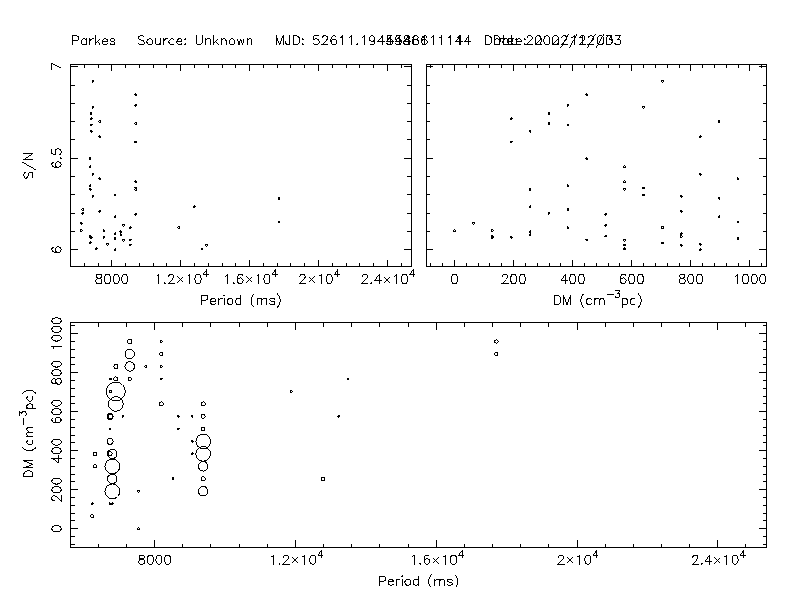 Parkes Source: Unknown MJD: 52611.19
7
6.5
6
S/N
8000 1.2×10⁴ 1.6×10⁴ 2×10⁴ 2.4×10⁴
Period (ms)
0 200 400 600 800 1000
DM (cm⁻³pc)
1000
800
600
400
200
0
DM (cm⁻³pc)
8000 1.2×10⁴ 1.6×10⁴ 2×10⁴ 2.4×10⁴
Period (ms)